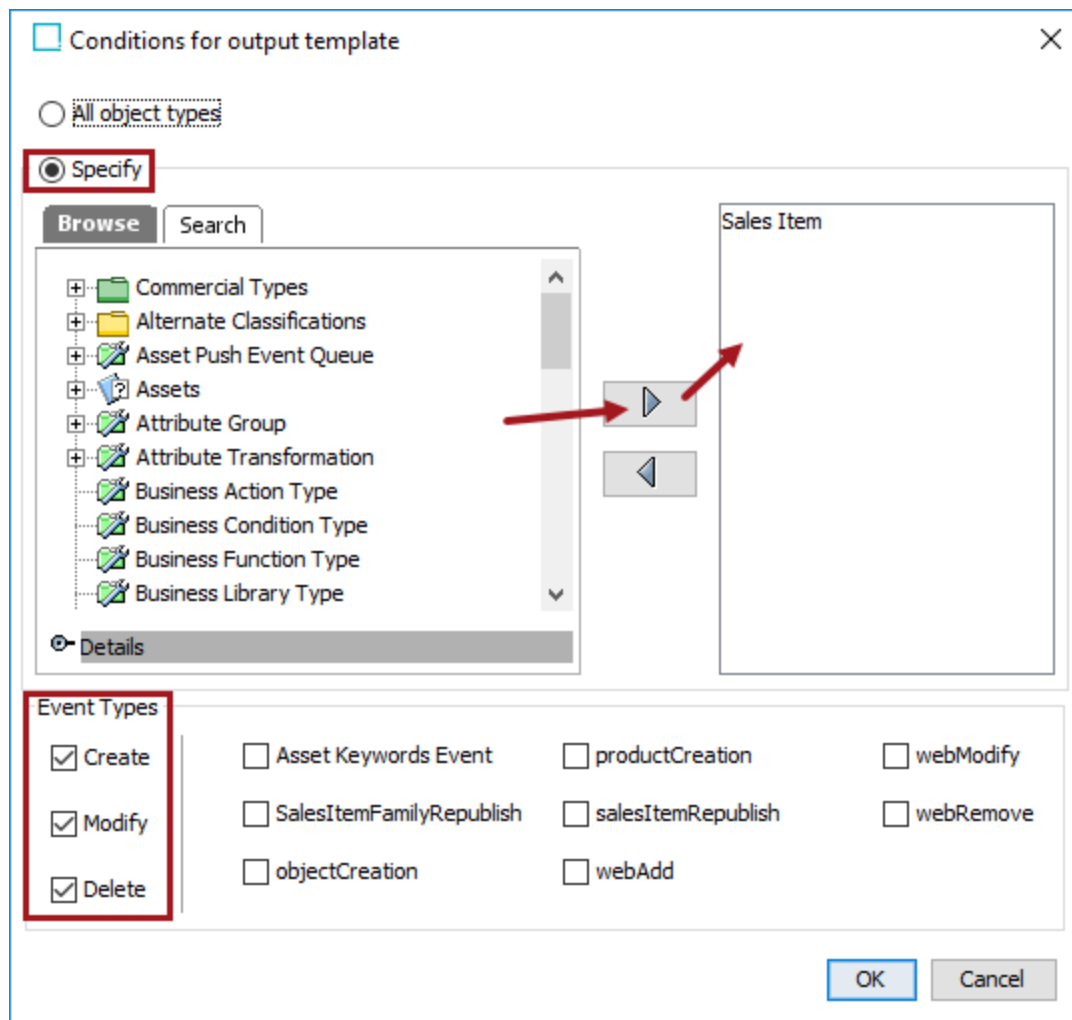 Conditions for output template
All object types
Specify
Browse
Search
Sales Item
Commercial Types
Alternate Classifications
Asset Push Event Queue
Assets
Attribute Group
Attribute Transformation
Business Action Type
Business Condition Type
Business Function Type
Business Library Type
Details
Event Types
Create
Asset Keywords Event
productCreation
webModify
Modify
SalesItemFamilyRepublish
salesItemRepublish
webRemove
Delete
objectCreation
webAdd
OK
Cancel